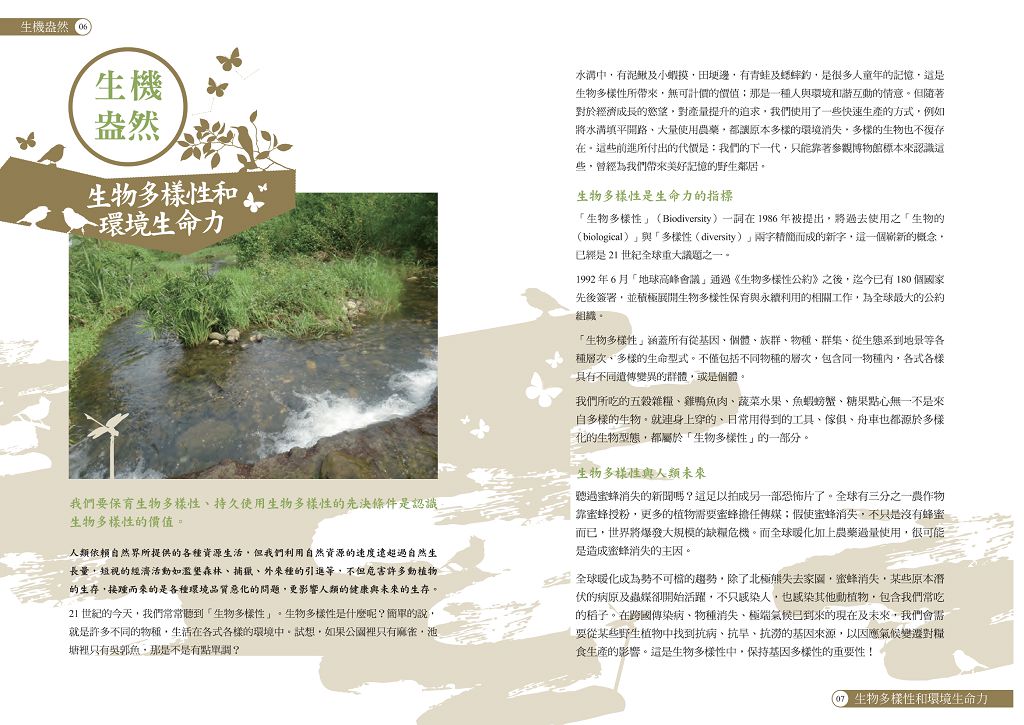 生機盎然 06
生機
盎然
生物多樣性和
環境生命力
我們要保育生物多樣性、持久使用生物多樣性的先決條件是認識
生物多樣性的價值。
人類依賴自然界所提供的各種資源生活，但我們利用自然資源的速度遠超過自然生
長量，短視的經濟活動如濫墾森林、捕獵、外來種的引進等，不但危害許多動植物
的生存，接踵而來的是各種環境品質惡化的問題，更影響人類的健康與未來的生存。
21 世紀的今天，我們常常聽到「生物多樣性」。生物多樣性是什麼呢？簡單的說，
就是許多不同的物種，生活在各式各樣的環境中。試想，如果公園裡只有麻雀，池
塘裡只有吳郭魚，那是不是有點單調？
水溝中，有泥鰍及小蝦摸，田埂邊，有青蛙及蟋蟀釣，是很多人童年的記憶，這是
生物多樣性所帶來，無可計價的價值；那是一種人與環境和諧互動的情意。但隨著
對於經濟成長的慾望，對產量提升的追求，我們使用了一些快速生產的方式，例如
將水溝填平開路、大量使用農藥，都讓原本多樣的環境消失，多樣的生物也不復存
在。這些前進所付出的代價是：我們的下一代，只能靠著參觀博物館標本來認識這
些，曾經為我們帶來美好記憶的野生鄰居。
生物多樣性是生命力的指標
「生物多樣性」（Biodiversity）一詞在 1986 年被提出，將過去使用之「生物的
（biological）」與「多樣性（diversity）」兩字精簡而成的新字，這一個嶄新的概念，
已經是 21 世紀全球重大議題之一。
1992 年 6 月「地球高峰會議」通過《生物多樣性公約》之後，迄今已有 180 個國家
先後簽署，並積極展開生物多樣性保育與永續利用的相關工作，為全球最大的公約
組織。
「生物多樣性」涵蓋所有從基因、個體、族群、物種、群集、從生態系到地景等各
種層次、多樣的生命型式。不僅包括不同物種的層次，包含同一物種內，各式各樣
具有不同遺傳變異的群體，或是個體。
我們所吃的五穀雜糧、雞鴨魚肉、蔬菜水果、魚蝦螃蟹、糖果點心無一不是來
自多樣的生物。就連身上穿的、日常用得到的工具、傢俱、舟車也都源於多樣
化的生物型態，都屬於「生物多樣性」的一部分。
生物多樣性與人類未來
聽過蜜蜂消失的新聞嗎？這足以拍成另一部恐怖片了。全球有三分之一農作物
靠蜜蜂授粉，更多的植物需要蜜蜂擔任傳媒；假使蜜蜂消失，不只是沒有蜂蜜
而已，世界將爆發大規模的缺糧危機。而全球暖化加上農藥過量使用，很可能
是造成蜜蜂消失的主因。
全球暖化成為勢不可檔的趨勢，除了北極熊失去家園，蜜蜂消失，某些原本潛
伏的病原及蟲媒卻開始活躍，不只感染人，也感染其他動植物，包含我們常吃
的稻子。在跨國傳染病、物種消失、極端氣候已到來的現在及未來，我們會需
要從某些野生植物中找到抗病、抗旱、抗澇的基因來源，以因應氣候變遷對糧
食生產的影響。這是生物多樣性中，保持基因多樣性的重要性！
07 生物多樣性和環境生命力